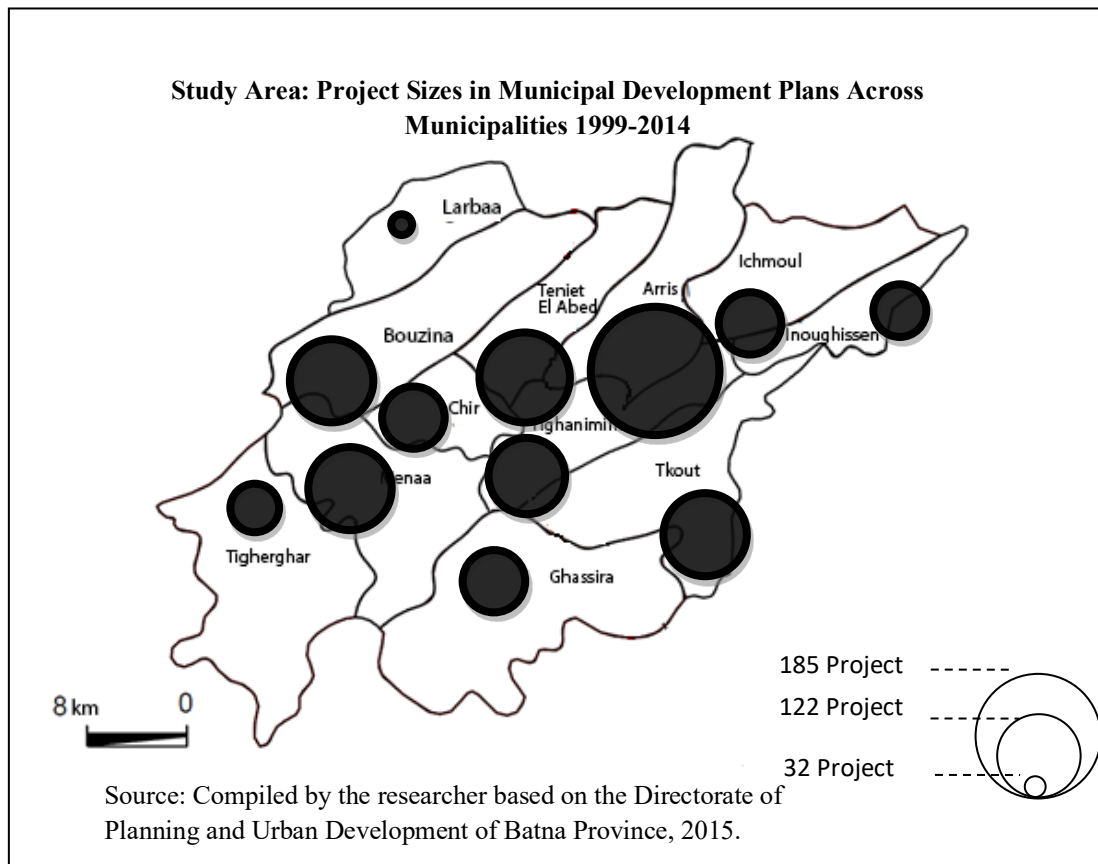 Study Area: Project Sizes in Municipal Development Plans Across
Municipalities 1999-2014
Larbaa
Ichmoul
Teniet
El Abed
Arris
Bouzina
Inoughissen
Chir
Tkout
Tigherghar
Ghassira
185 Project
8 km 0
122 Project
32 Project
Source: Compiled by the researcher based on the Directorate of
Planning and Urban Development of Batna Province, 2015.